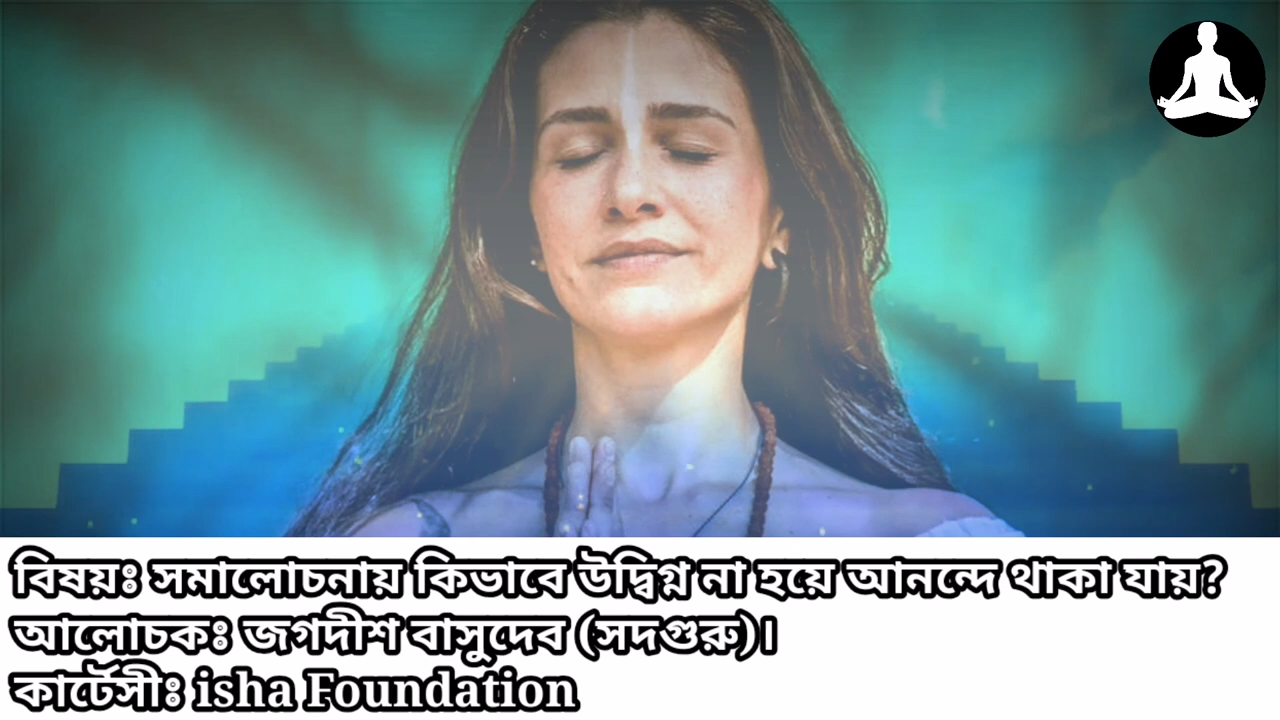 বিষয়ঃ সমালোচনায় কিভাবে উদ্বিগ্ন না হয়ে আনন্দে থাকা যায়?
আলোচকঃ জগদীশ বাসুদেব (সদগুরু)।
কার্টেসীঃ isha Foundation